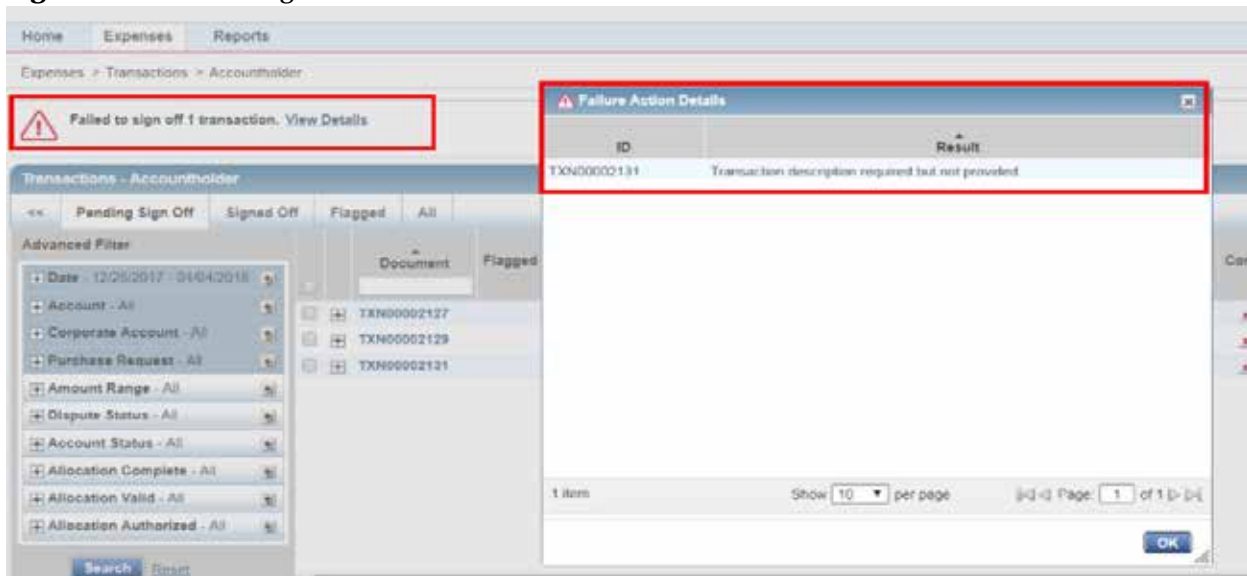 Home Expenses Reports
Expenses > Transactions > Accountholder
Failed to sign off 1 transaction. View Details
Failure Action Details
ID Result
TXN00002131 Transaction description required but not provided
Transactions - Accountholder
<< Pending Sign Off Signed Off Flagged All
Advanced Filter
Document Flagged
Date - 12/26/2017 - 01/04/2018
Account - All
TXN00002127
Corporate Account - All
TXN00002129
Purchase Request - All
TXN00002131
Amount Range - All
Dispute Status - All
Account Status - All
Allocation Complete - All
Allocation Valid - All
Allocation Authorized - All
1 item Show 10 per page Page: 1 of 1
OK
Search Reset